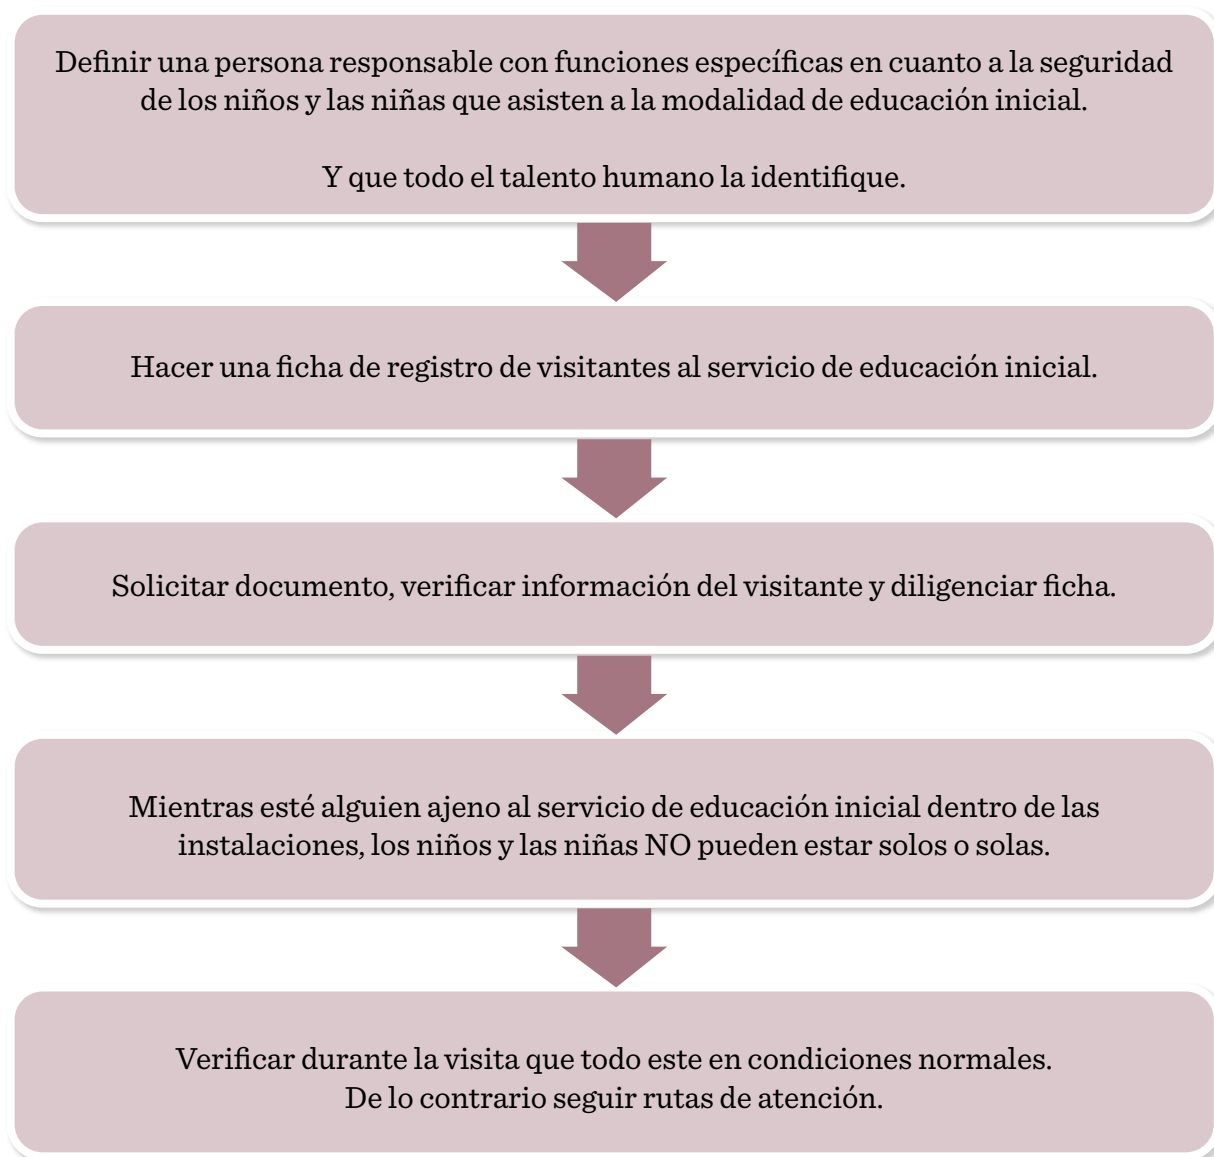 Definir una persona responsable con funciones específicas en cuanto a la seguridad
de los niños y las niñas que asisten a la modalidad de educación inicial.
Y que todo el talento humano la identifique.
Hacer una ficha de registro de visitantes al servicio de educación inicial.
Solicitar documento, verificar información del visitante y diligenciar ficha.
Mientras esté alguien ajeno al servicio de educación inicial dentro de las
instalaciones, los niños y las niñas NO pueden estar solos o solas.
Verificar durante la visita que todo este en condiciones normales.
De lo contrario seguir rutas de atención.